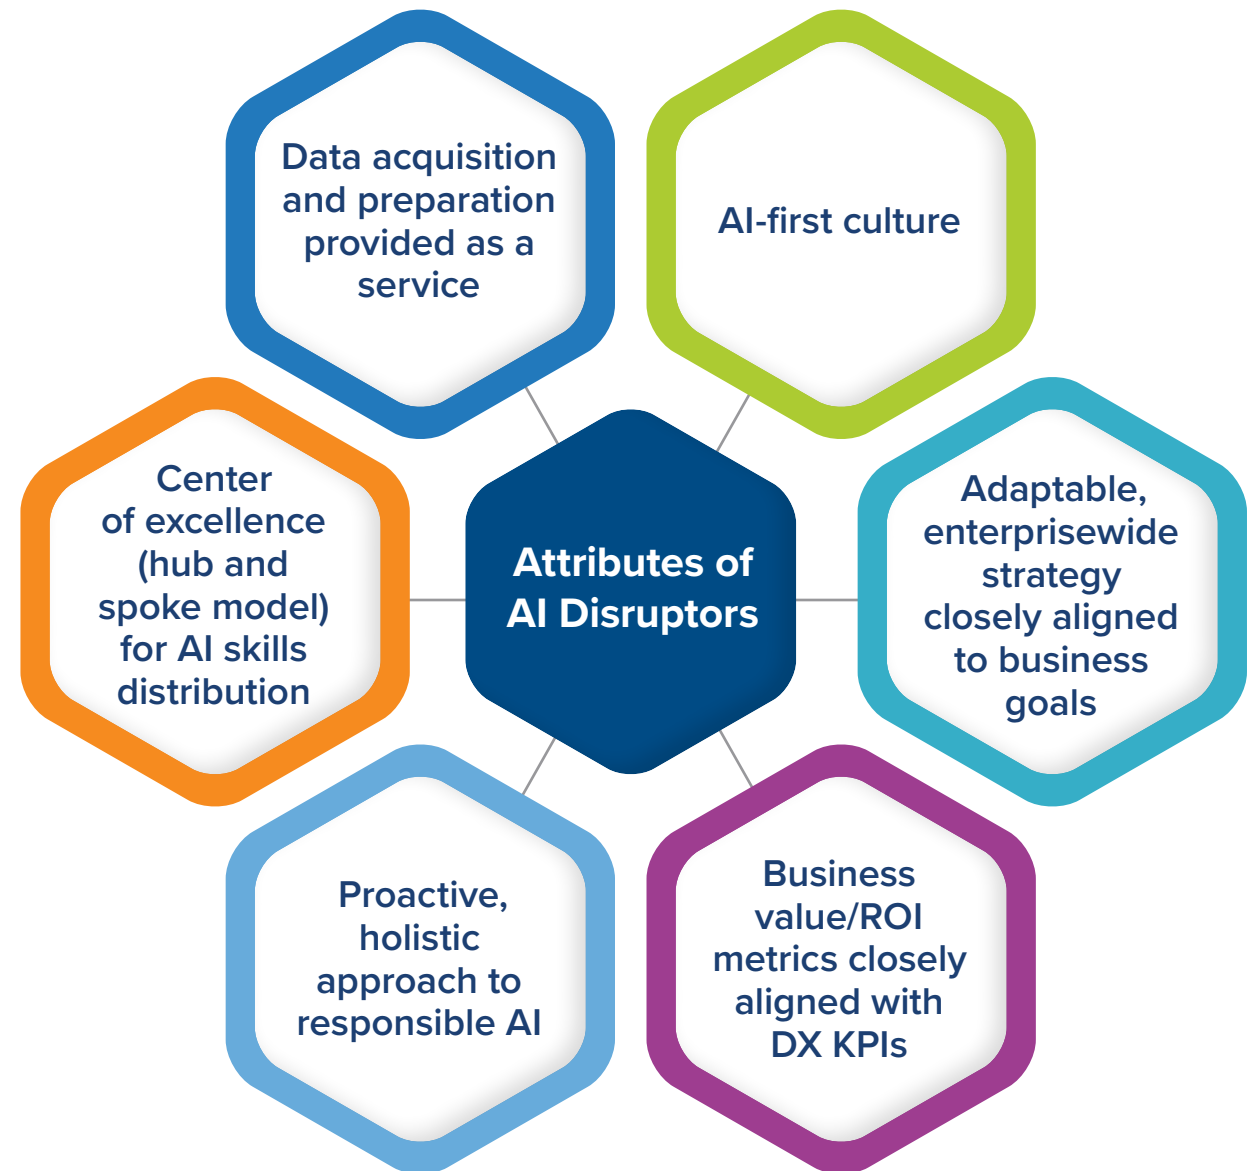 Data acquisition
and preparation
provided as a
service
AI-first culture
Center
of excellence
(hub and
spoke model)
for AI skills
distribution
Attributes of
AI Disruptors
Adaptable,
enterprisewide
strategy
closely aligned
to business
goals
Proactive,
holistic
approach to
responsible AI
Business
value/ROI
metrics closely
aligned with
DX KPIs